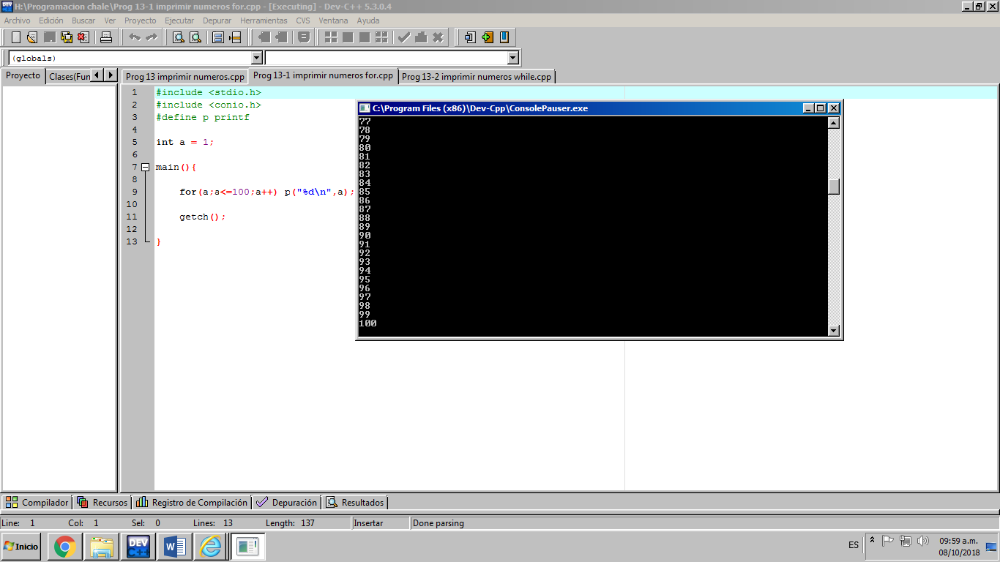 H:\Programacion chale\Prog 13-1 imprimir numeros for.cpp - [Executing] - Dev-C++ 5.3.0.4
Archivo Edición Buscar Ver Proyecto Ejecutar Depurar Herramientas CVS Ventana Ayuda
(globals)
Proyecto Clases(Fun Prog 13 imprimir numeros.cpp Prog 13-1 imprimir numeros for.cpp Prog 13-2 imprimir numeros while.cpp
1 #include <stdio.h>
2 #include <conio.h>
3 #define p printf
4
5 int a = 1;
6
7 main(){
8
9 for(a;a<=100;a++) p("%d\n",a);
10
11 getch();
12
13 }
C:\Program Files (x86)\Dev-Cpp\ConsolePauser.exe
77
78
79
80
81
82
83
84
85
86
87
88
89
90
91
92
93
94
95
96
97
98
99
100
Compilador Recursos Registro de Compilación Depuración Resultados
Line: 1 Col: 1 Sel: 0 Lines: 13 Length: 137 Insertar Done parsing
Inicio DEV C++ W ES 09:59 a.m.
08/10/2018